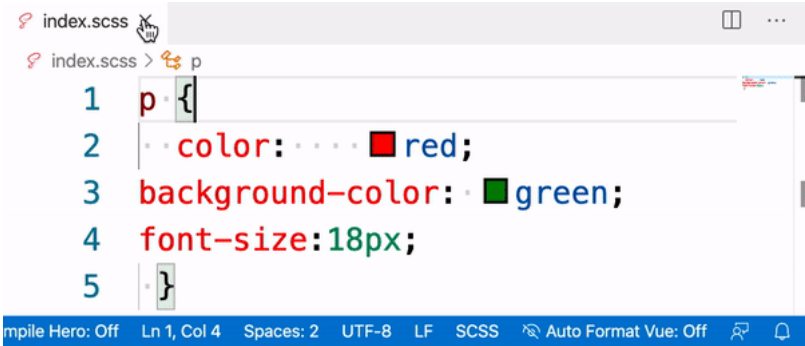 index.scss
index.scss > p
1 p {
2   color:     red;
3 background-color:  green;
4 font-size:18px;
5  }
mpile Hero: Off Ln 1, Col 4 Spaces: 2 UTF-8 LF SCSS Auto Format Vue: Off